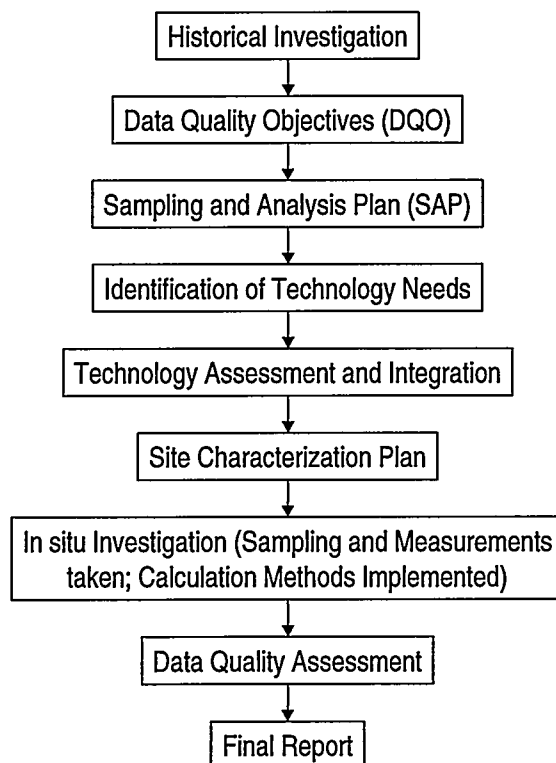 Historical Investigation
Data Quality Objectives (DQO)
Sampling and Analysis Plan (SAP)
Identification of Technology Needs
Technology Assessment and Integration
Site Characterization Plan
In situ Investigation (Sampling and Measurements
taken; Calculation Methods Implemented)
Data Quality Assessment
Final Report